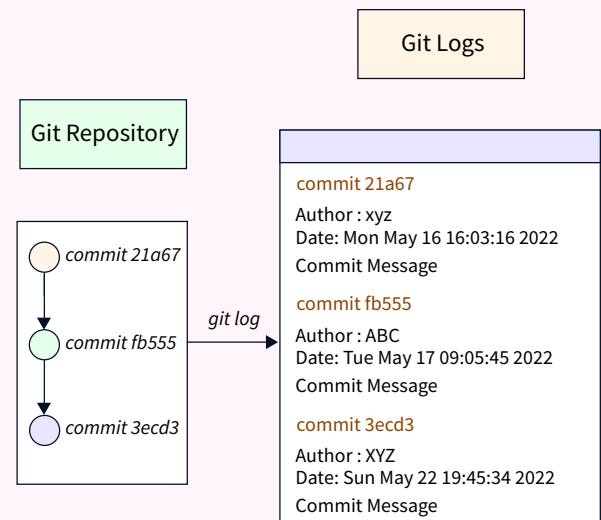 Git Logs
Git Repository
commit 21a67
commit fb555
commit 3ecd3
git log
commit 21a67
Author : xyz
Date: Mon May 16 16:03:16 2022
Commit Message
commit fb555
Author : ABC
Date: Tue May 17 09:05:45 2022
Commit Message
commit 3ecd3
Author : XYZ
Date: Sun May 22 19:45:34 2022
Commit Message